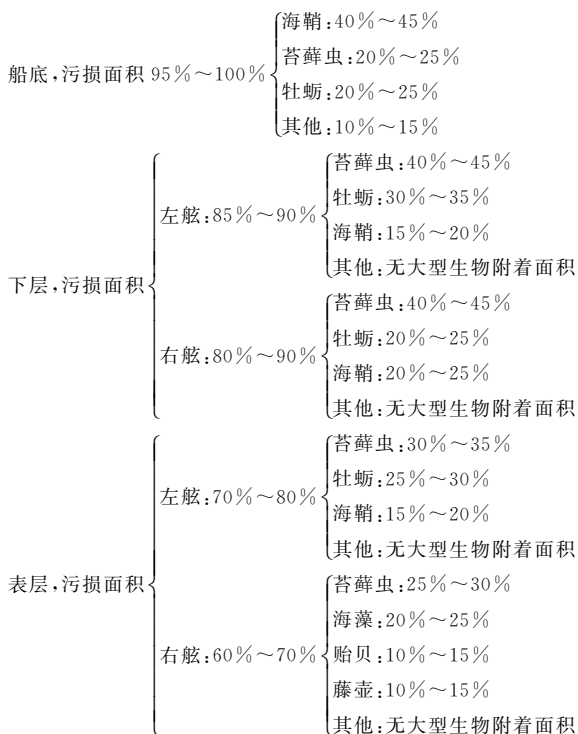 船底,污损面积 95%～100%
海鞘:40%～45%
苔藓虫:20%～25%
牡蛎:20%～25%
其他:10%～15%
下层,污损面积
左舷:85%～90%
苔藓虫:40%～45%
牡蛎:30%～35%
海鞘:15%～20%
其他:无大型生物附着面积
右舷:80%～90%
苔藓虫:40%～45%
牡蛎:20%～25%
海鞘:20%～25%
其他:无大型生物附着面积
表层,污损面积
左舷:70%～80%
苔藓虫:30%～35%
牡蛎:25%～30%
海鞘:15%～20%
其他:无大型生物附着面积
右舷:60%～70%
苔藓虫:25%～30%
海藻:20%～25%
贻贝:10%～15%
藤壶:10%～15%
其他:无大型生物附着面积